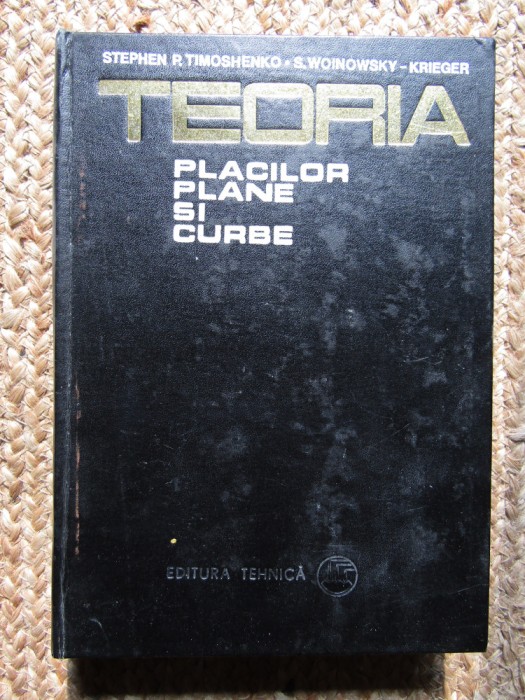 STEPHEN P. TIMOSHENKO • S. WOINOWSKY-KRIEGER
TEORIA
PLACILOR
PLANE
SI
CURBE
EDITURA TEHNICĂ